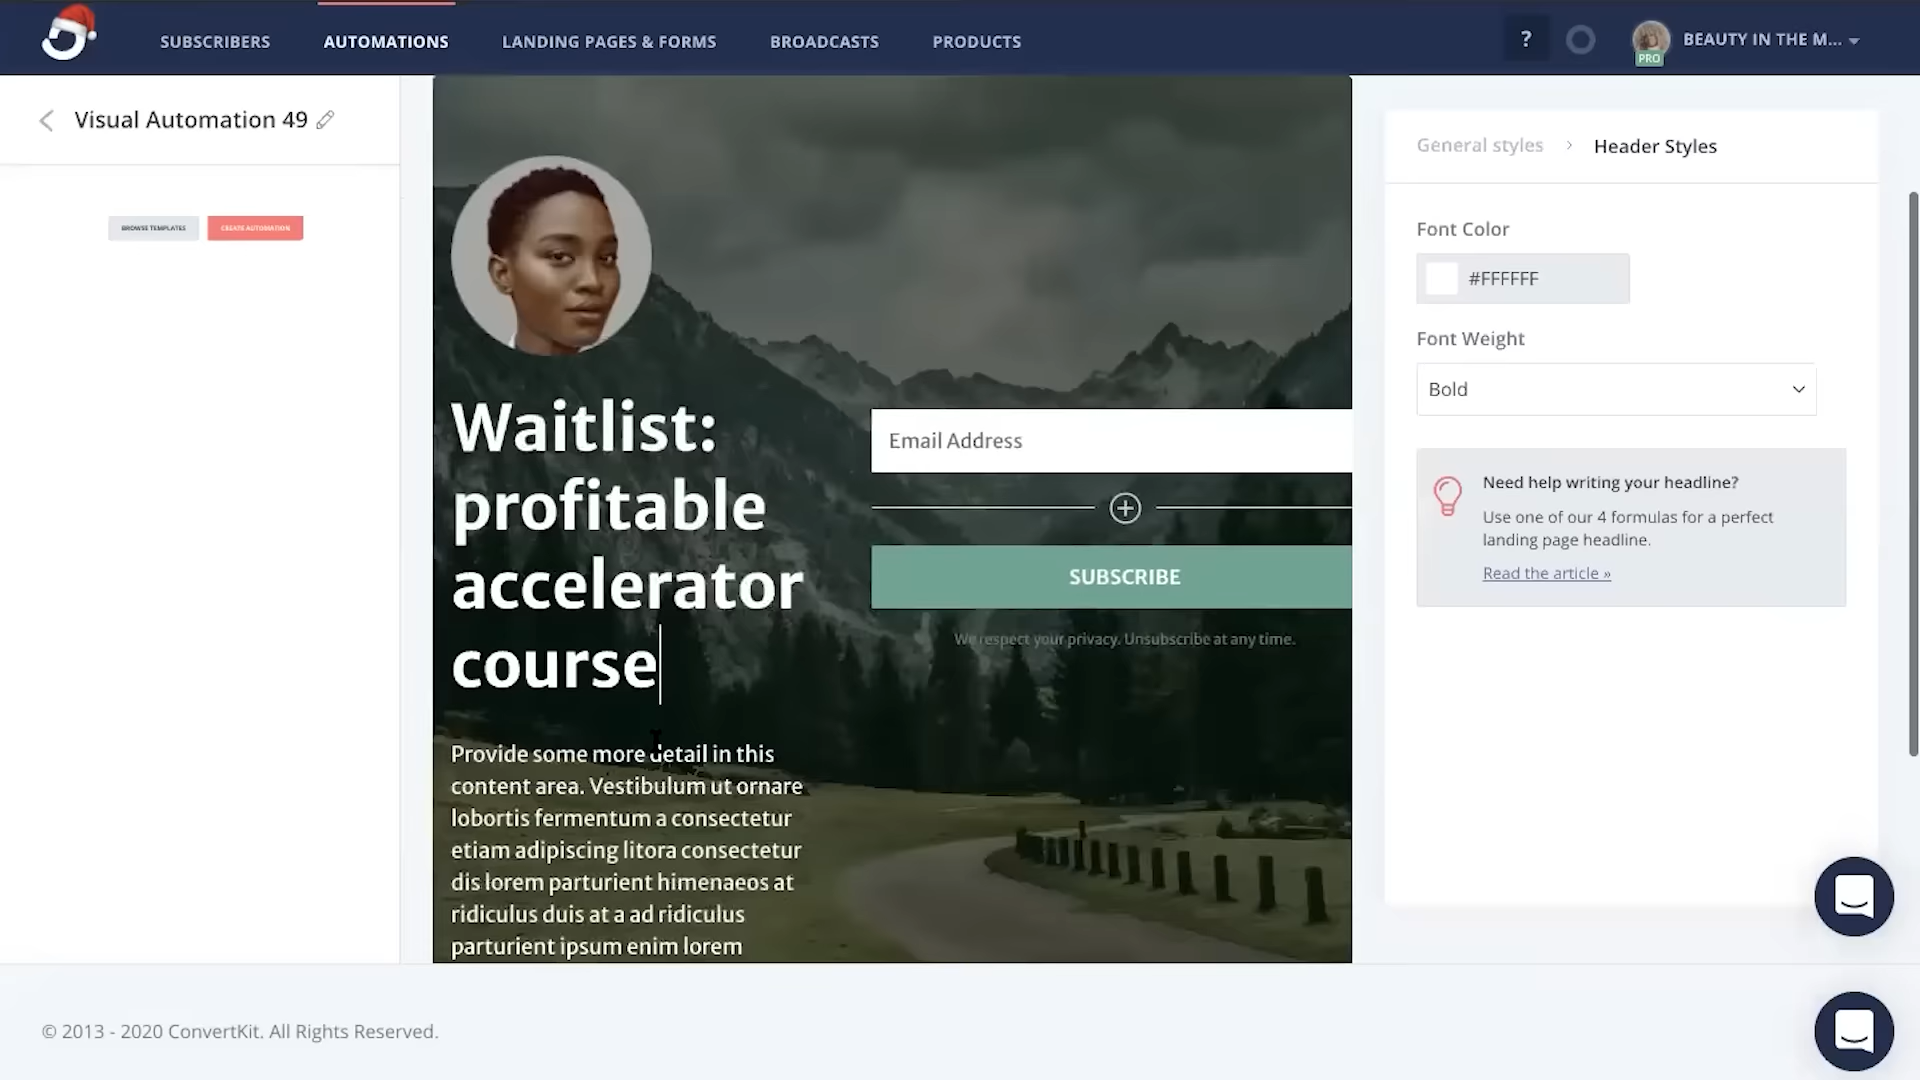 SUBSCRIBERS AUTOMATIONS LANDING PAGES & FORMS BROADCASTS PRODUCTS ? PRO BEAUTY IN THE M...
Visual Automation 49
BROWSE TEMPLATES CREATE AUTOMATION
Waitlist:
profitable
accelerator
course
Provide some more detail in this
content area. Vestibulum ut ornare
lobortis fermentum a consectetur
etiam adipiscing litora consectetur
dis lorem parturient himenaeos at
ridiculus duis at a ad ridiculus
parturient ipsum enim lorem
Email Address
SUBSCRIBE
We respect your privacy. Unsubscribe at any time.
General styles > Header Styles
Font Color
#FFFFFF
Font Weight
Bold
Need help writing your headline?
Use one of our 4 formulas for a perfect
landing page headline.
Read the article »
© 2013 - 2020 ConvertKit. All Rights Reserved.